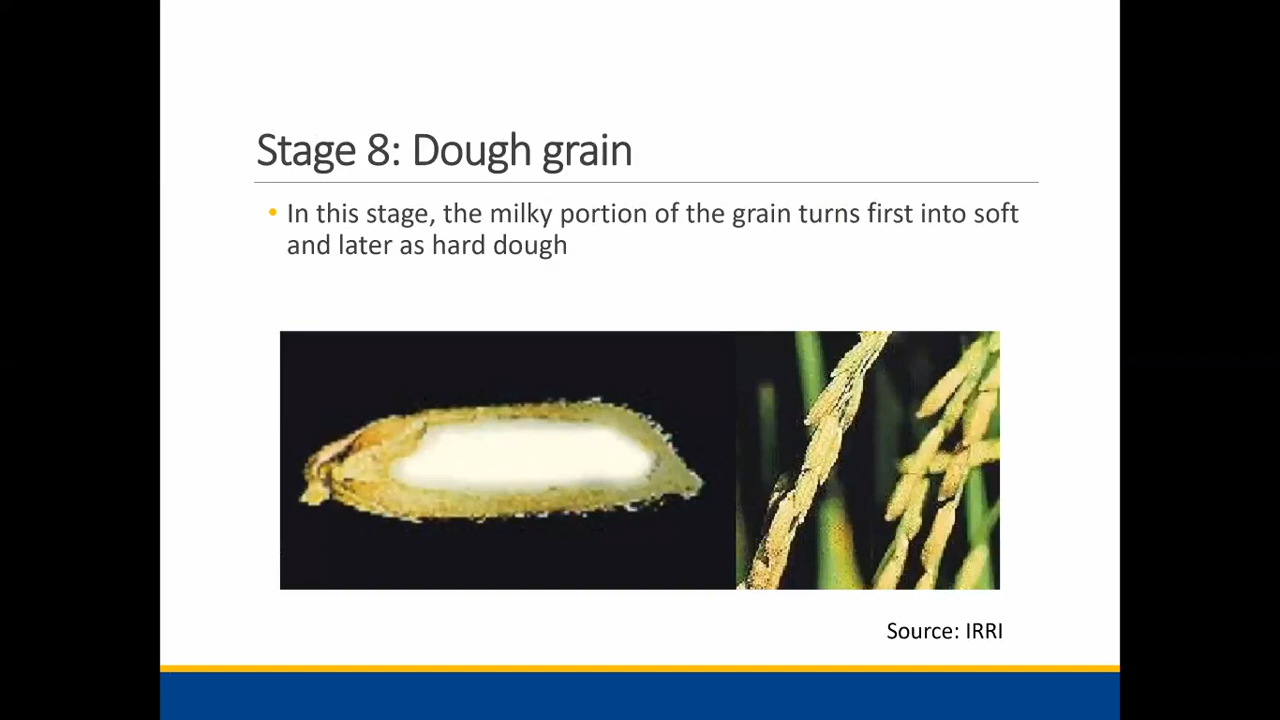 Stage 8: Dough grain
• In this stage, the milky portion of the grain turns first into soft
and later as hard dough
Source: IRRI